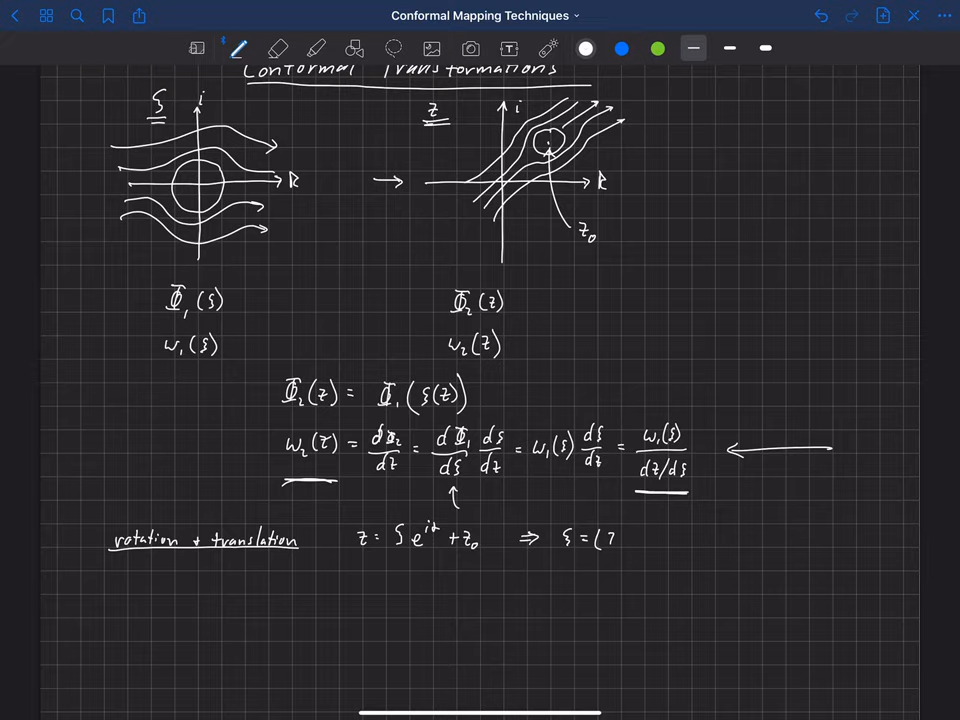 Conformal Mapping Techniques
Conformal Transformations
ξ i R → z i R z₀
Φ₁(ξ) Φ₂(z)
w₁(ξ) w₂(z)
Φ₂(z) = Φ₁(ξ(z))
w₂(z) = dΦ₂/dz = dΦ₁/dξ dξ/dz = w₁(ξ) dξ/dz = w₁(ξ)/(dz/dξ) ←
rotation + translation z = ξ e^{iα} + z₀ ⇒ ξ = (z